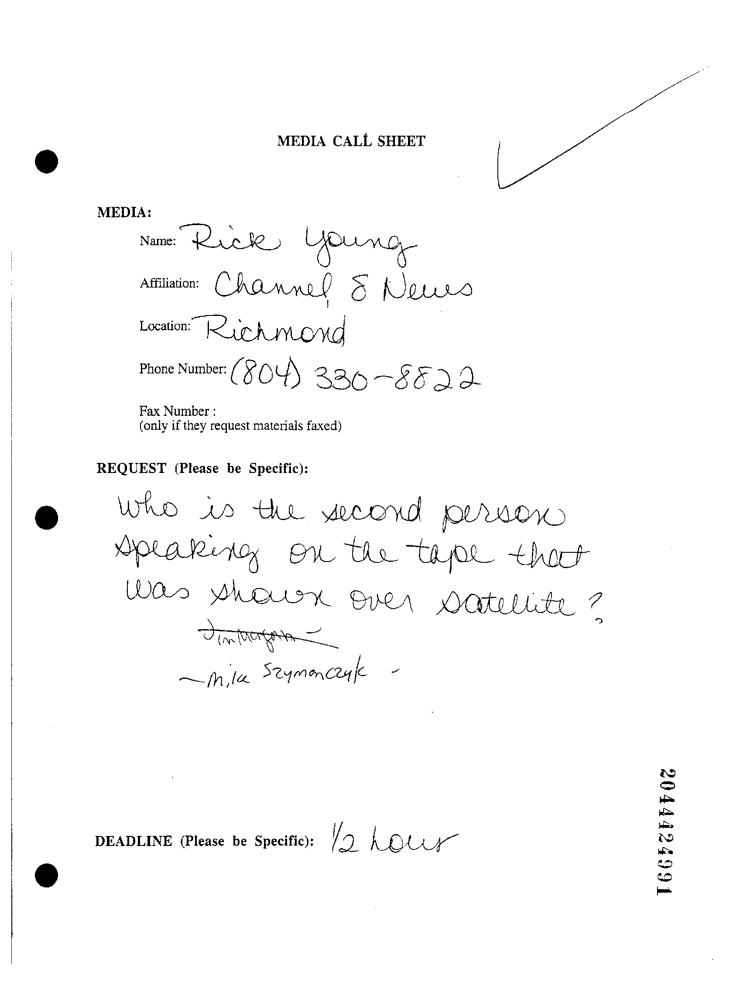 MEDIA CALL SHEET
MEDIA:
Name: Rick Young
Affiliation: Channel 8 News
Location: Richmond
Phone Number: (804) 330-8822
Fax Number :
(only if they request materials faxed)
REQUEST (Please be Specific):
Who is the second person
speaking on the tape that
was shown over satellite?
- Mike Szymanczyk -
DEADLINE (Please be Specific): 1/2 hour
2044424991